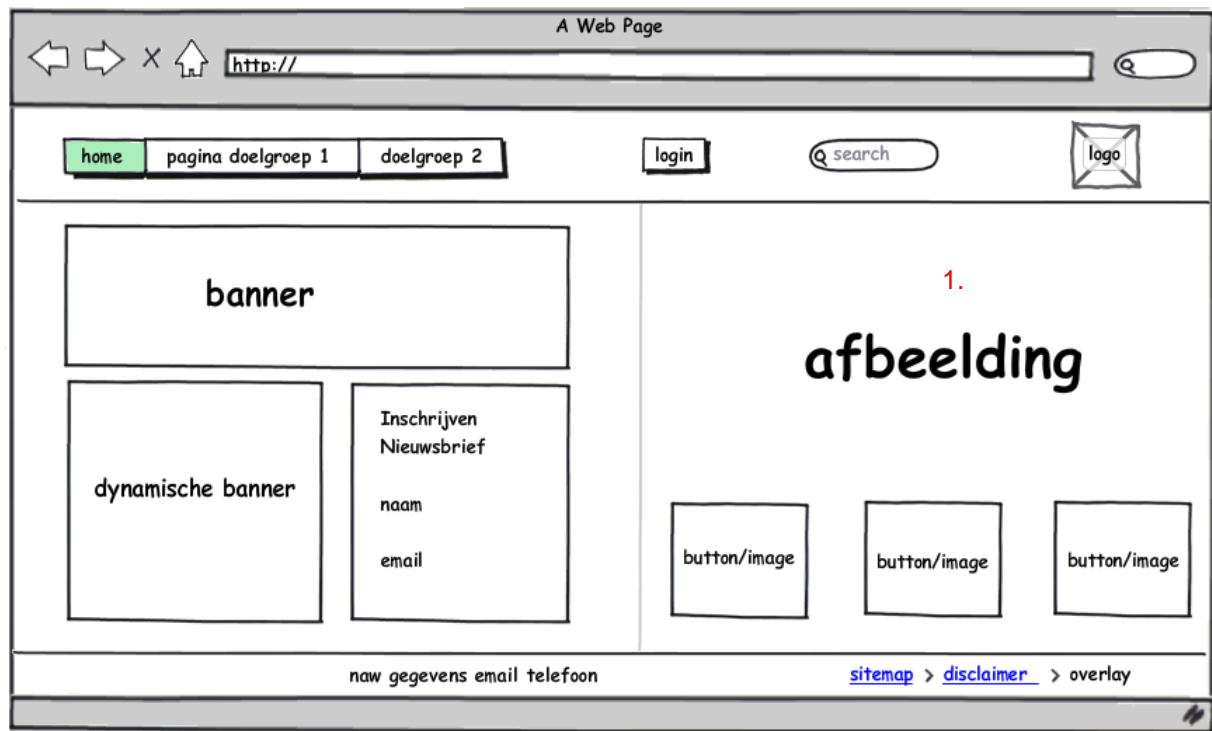 A Web Page
http://
home
pagina doelgroep 1
doelgroep 2
login
search
logo
banner
dynamische banner
Inschrijven
Nieuwsbrief
naam
email
1.
afbeelding
button/image
button/image
button/image
naw gegevens email telefoon
sitemap > disclaimer > overlay